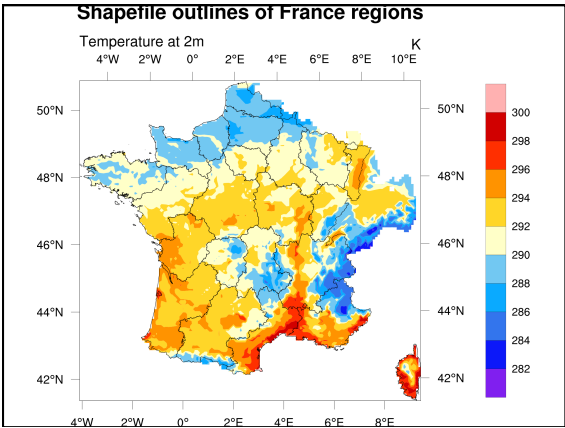 Shapefile outlines of France regions
Temperature at 2m K
4°W 2°W 0° 2°E 4°E 6°E 8°E 10°E
50°N 50°N
300
298
48°N 48°N
296
294
292
46°N 46°N
290
288
44°N 44°N
286
284
42°N 42°N
282
4°W 2°W 0° 2°E 4°E 6°E 8°E